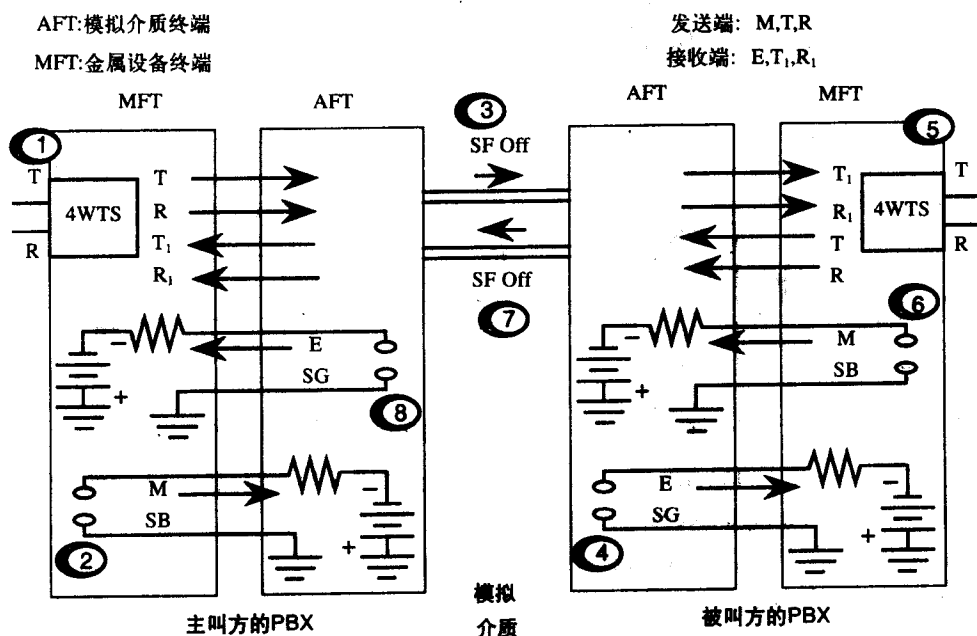 AFT:模拟介质终端
MFT:金属设备终端
发送端: M,T,R
接收端: E,T₁,R₁
MFT
AFT
AFT
MFT
1
3
5
SF Off
T
R
4WTS
T
R
T₁
R₁
SF Off
7
T₁
R₁
T
R
4WTS
T
R
6
−
+
E
SG
8
−
+
M
SB
M
SB
2
−
+
E
SG
4
−
+
主叫方的PBX
模拟
介质
被叫方的PBX